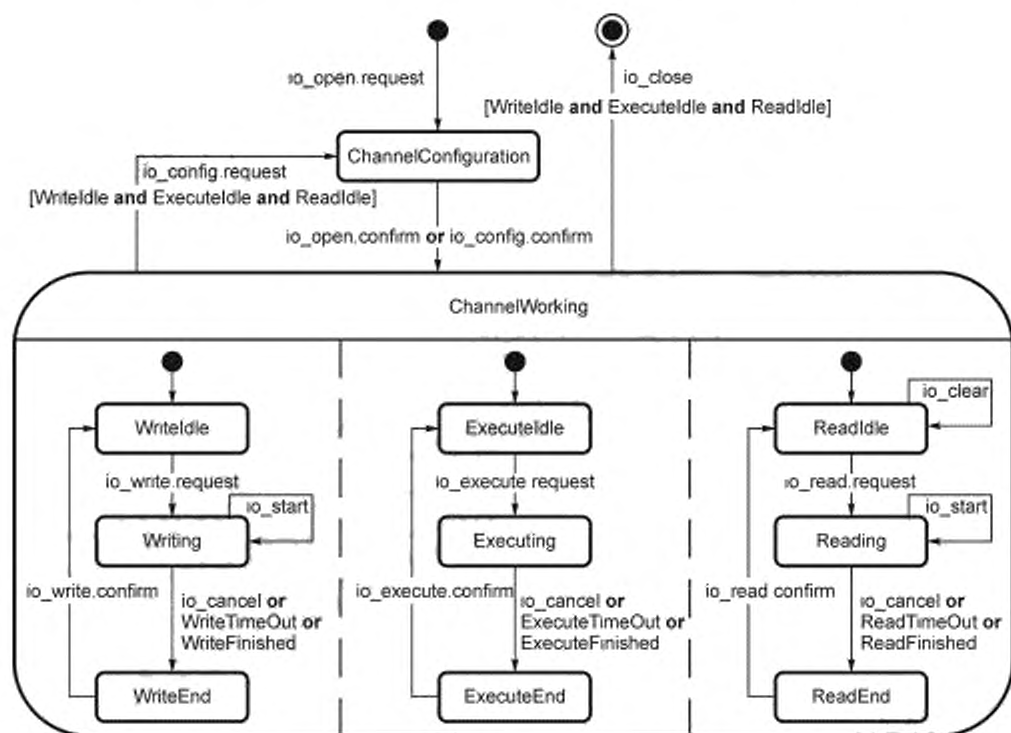 io_open.request
io_close
[WriteIdle and ExecuteIdle and ReadIdle]
ChannelConfiguration
io_config.request
[WriteIdle and ExecuteIdle and ReadIdle]
io_open.confirm or io_config.confirm
ChannelWorking
WriteIdle
io_write.request
io_start
Writing
io_write.confirm
io_cancel or
WriteTimeOut or
WriteFinished
WriteEnd
ExecuteIdle
io_execute request
Executing
io_execute.confirm
io_cancel or
ExecuteTimeOut or
ExecuteFinished
ExecuteEnd
io_clear
ReadIdle
io_read.request
io_start
Reading
io_read confirm
io_cancel or
ReadTimeOut or
ReadFinished
ReadEnd